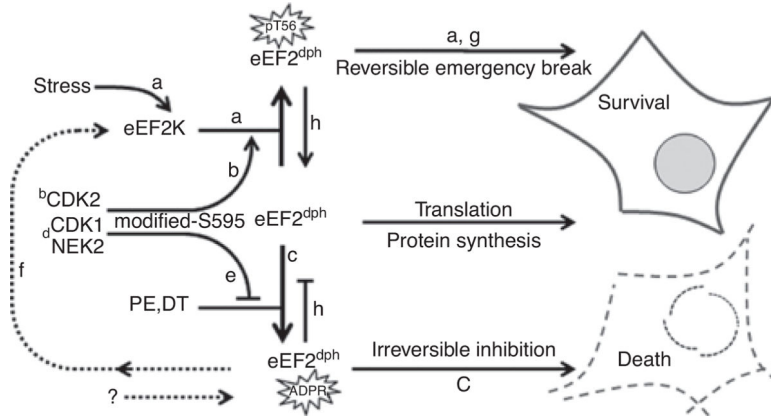 pT56
eEF2dph
a, g
Reversible emergency break
Stress
a
eEF2K
a
h
Survival
b
bCDK2
modified-S595
eEF2dph
Translation
Protein synthesis
dCDK1
NEK2
f
c
e
PE,DT
h
eEF2dph
Irreversible inhibition
Death
ADPR
C
?